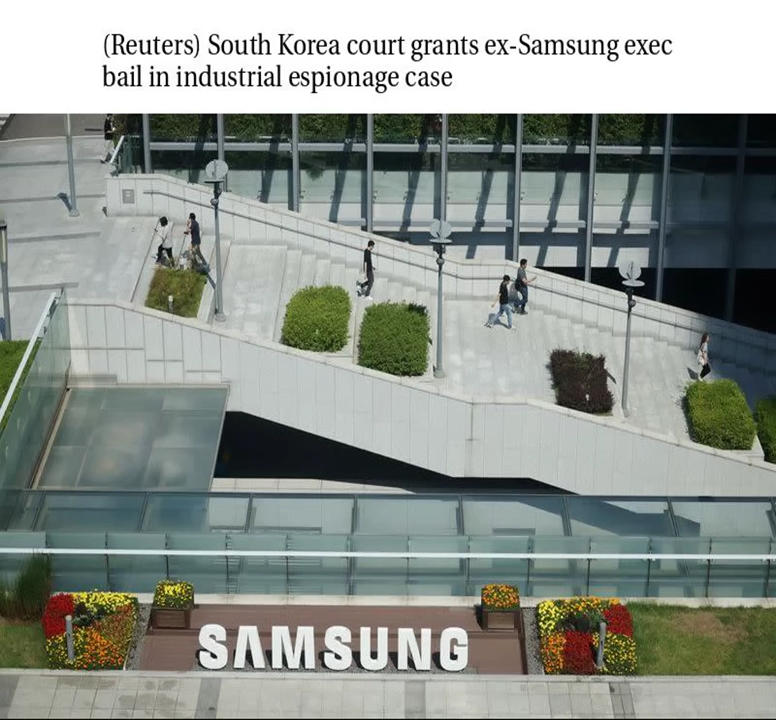 (Reuters) South Korea court grants ex-Samsung exec
bail in industrial espionage case
SAMSUNG